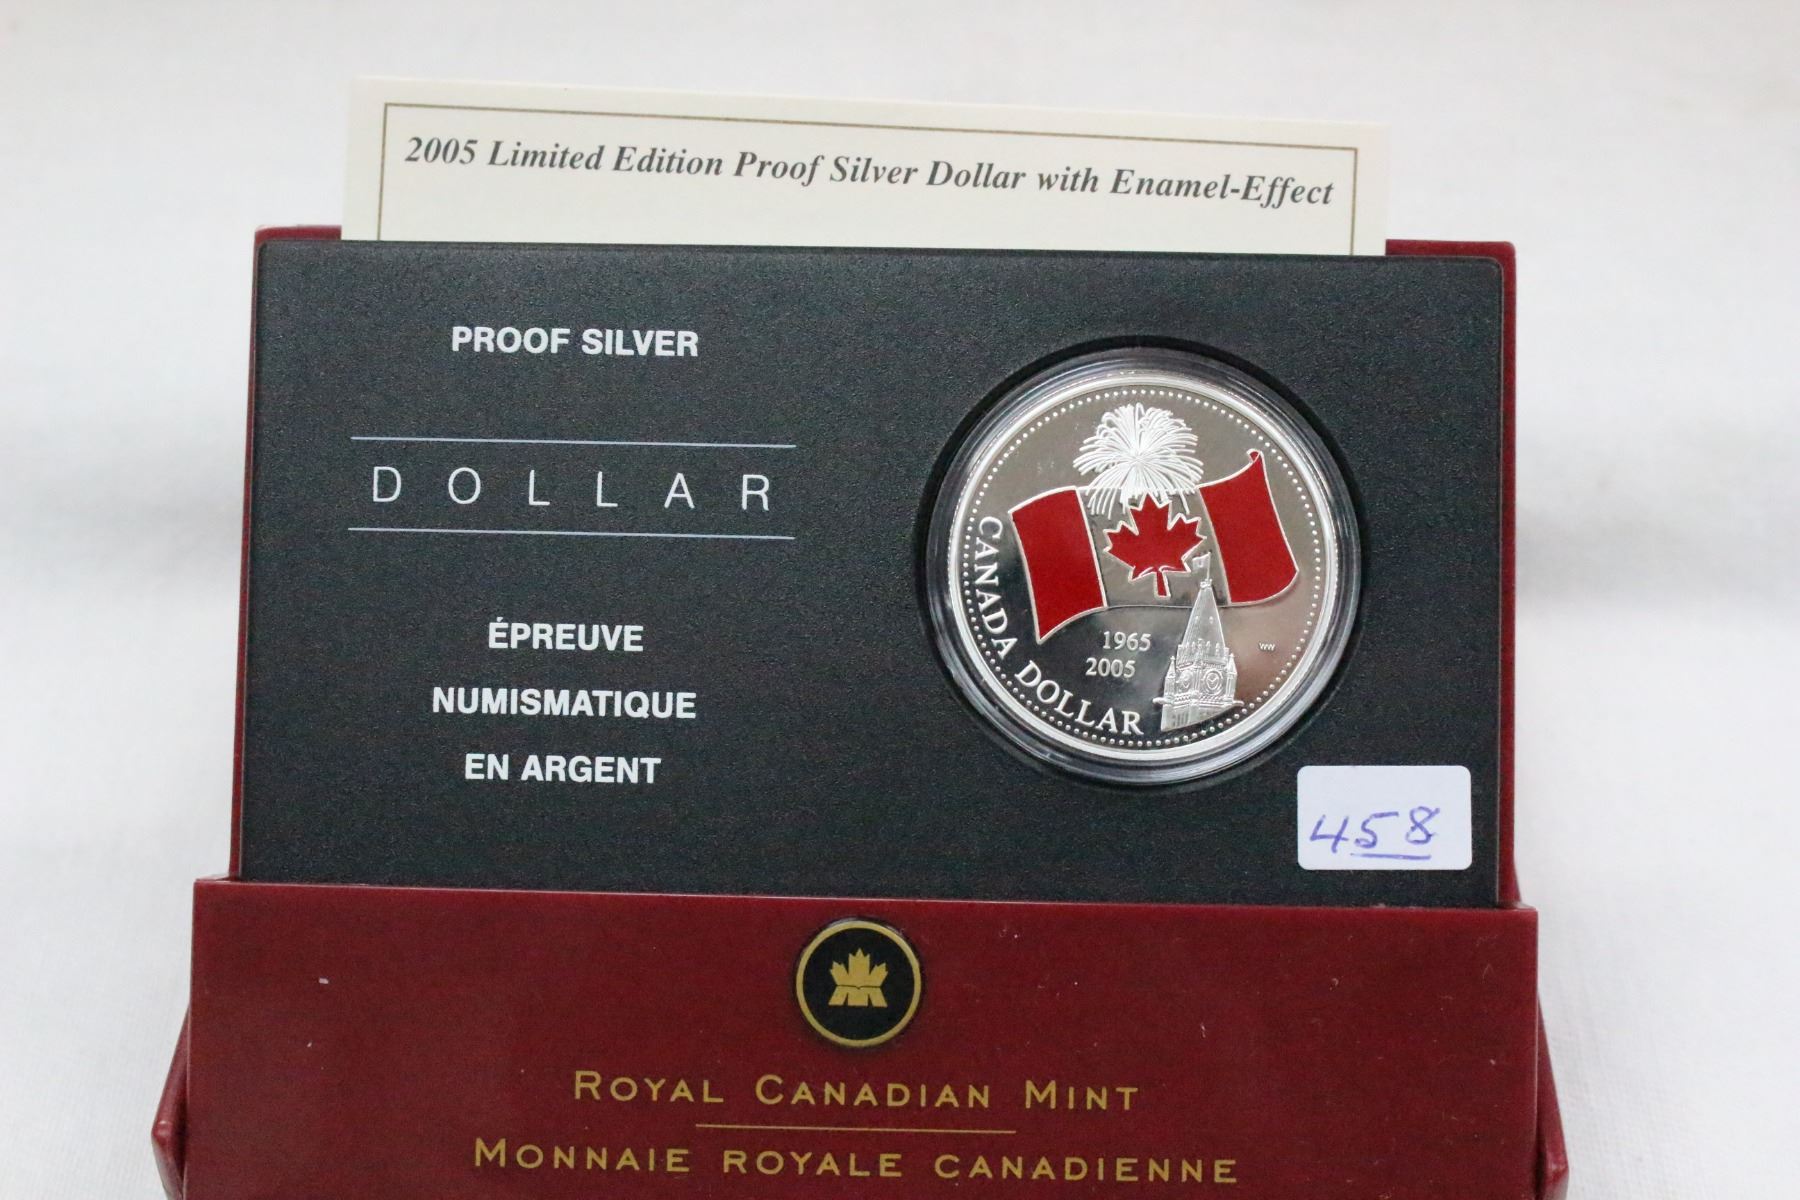 2005 Limited Edition Proof Silver Dollar with Enamel-Effect
PROOF SILVER
DOLLAR
ÉPREUVE
NUMISMATIQUE
EN ARGENT
CANADA DOLLAR
1965
2005
WW
458
ROYAL CANADIAN MINT
MONNAIE ROYALE CANADIENNE